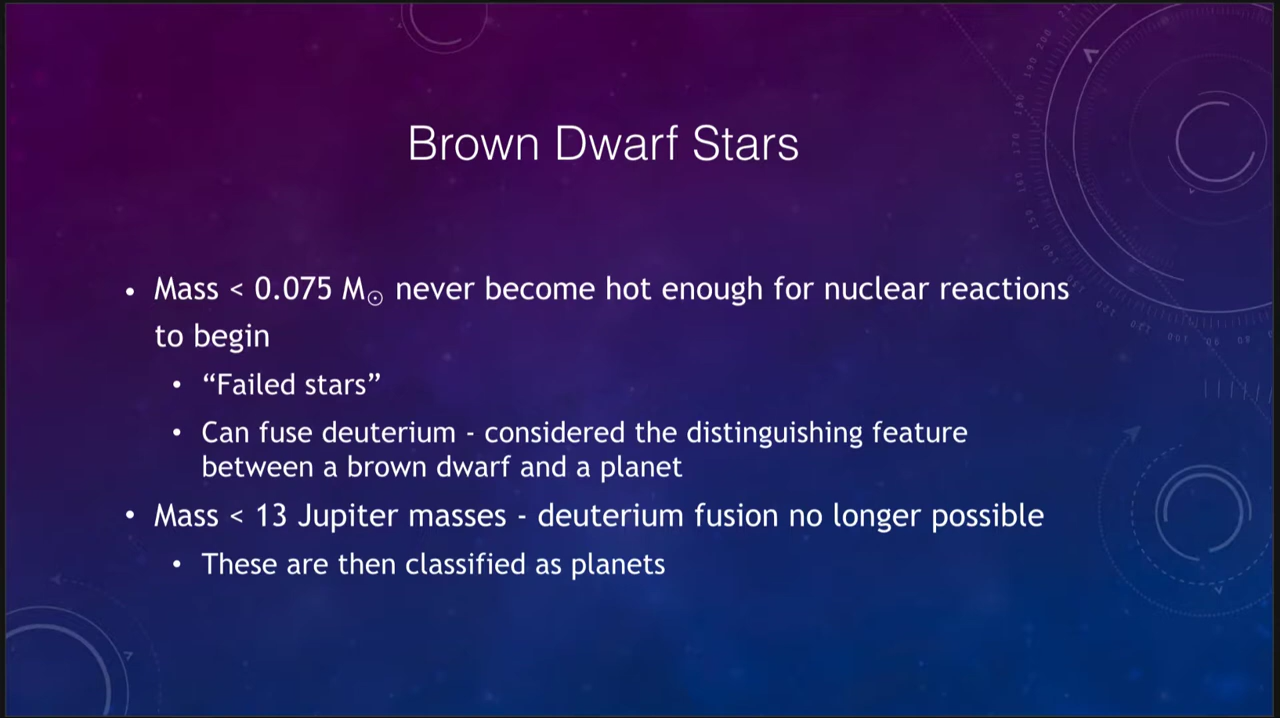 Brown Dwarf Stars
• Mass < 0.075 M☉ never become hot enough for nuclear reactions
to begin
• “Failed stars”
• Can fuse deuterium - considered the distinguishing feature
between a brown dwarf and a planet
• Mass < 13 Jupiter masses - deuterium fusion no longer possible
• These are then classified as planets